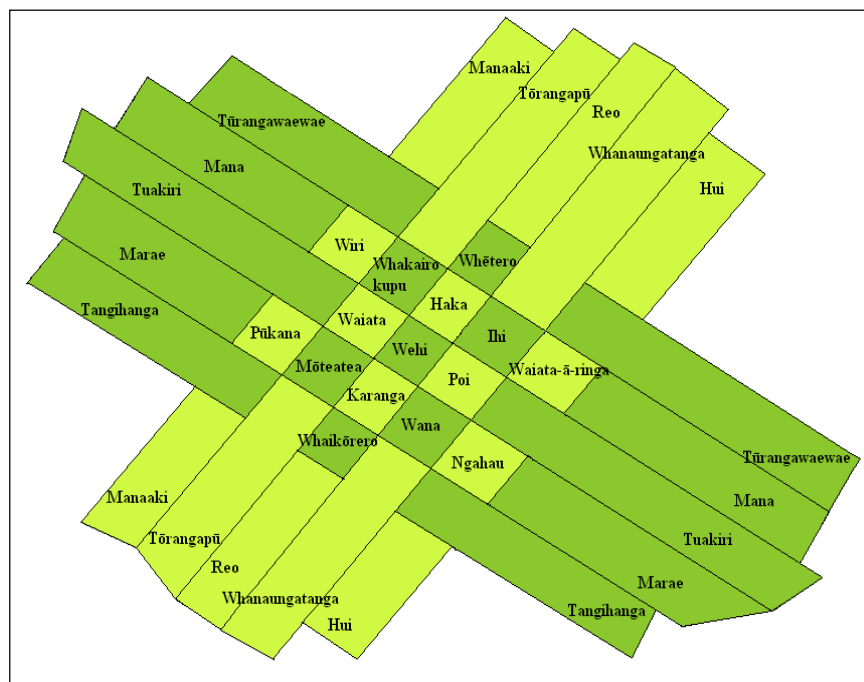 Manaaki
Tōrangapū
Reo
Tūrangawaewae
Whanaungatanga
Mana
Tuakiri
Hui
Wiri
Marae
Whakairo
kupu
Whētero
Tangihanga
Haka
Waiata
Pūkana
Ihi
Wehi
Mōteatea
Poi
Waiata-ā-ringa
Karanga
Wana
Whaikōrero
Tūrangawaewae
Ngahau
Manaaki
Mana
Tōrangapū
Tuakiri
Reo
Marae
Whanaungatanga
Tangihanga
Hui